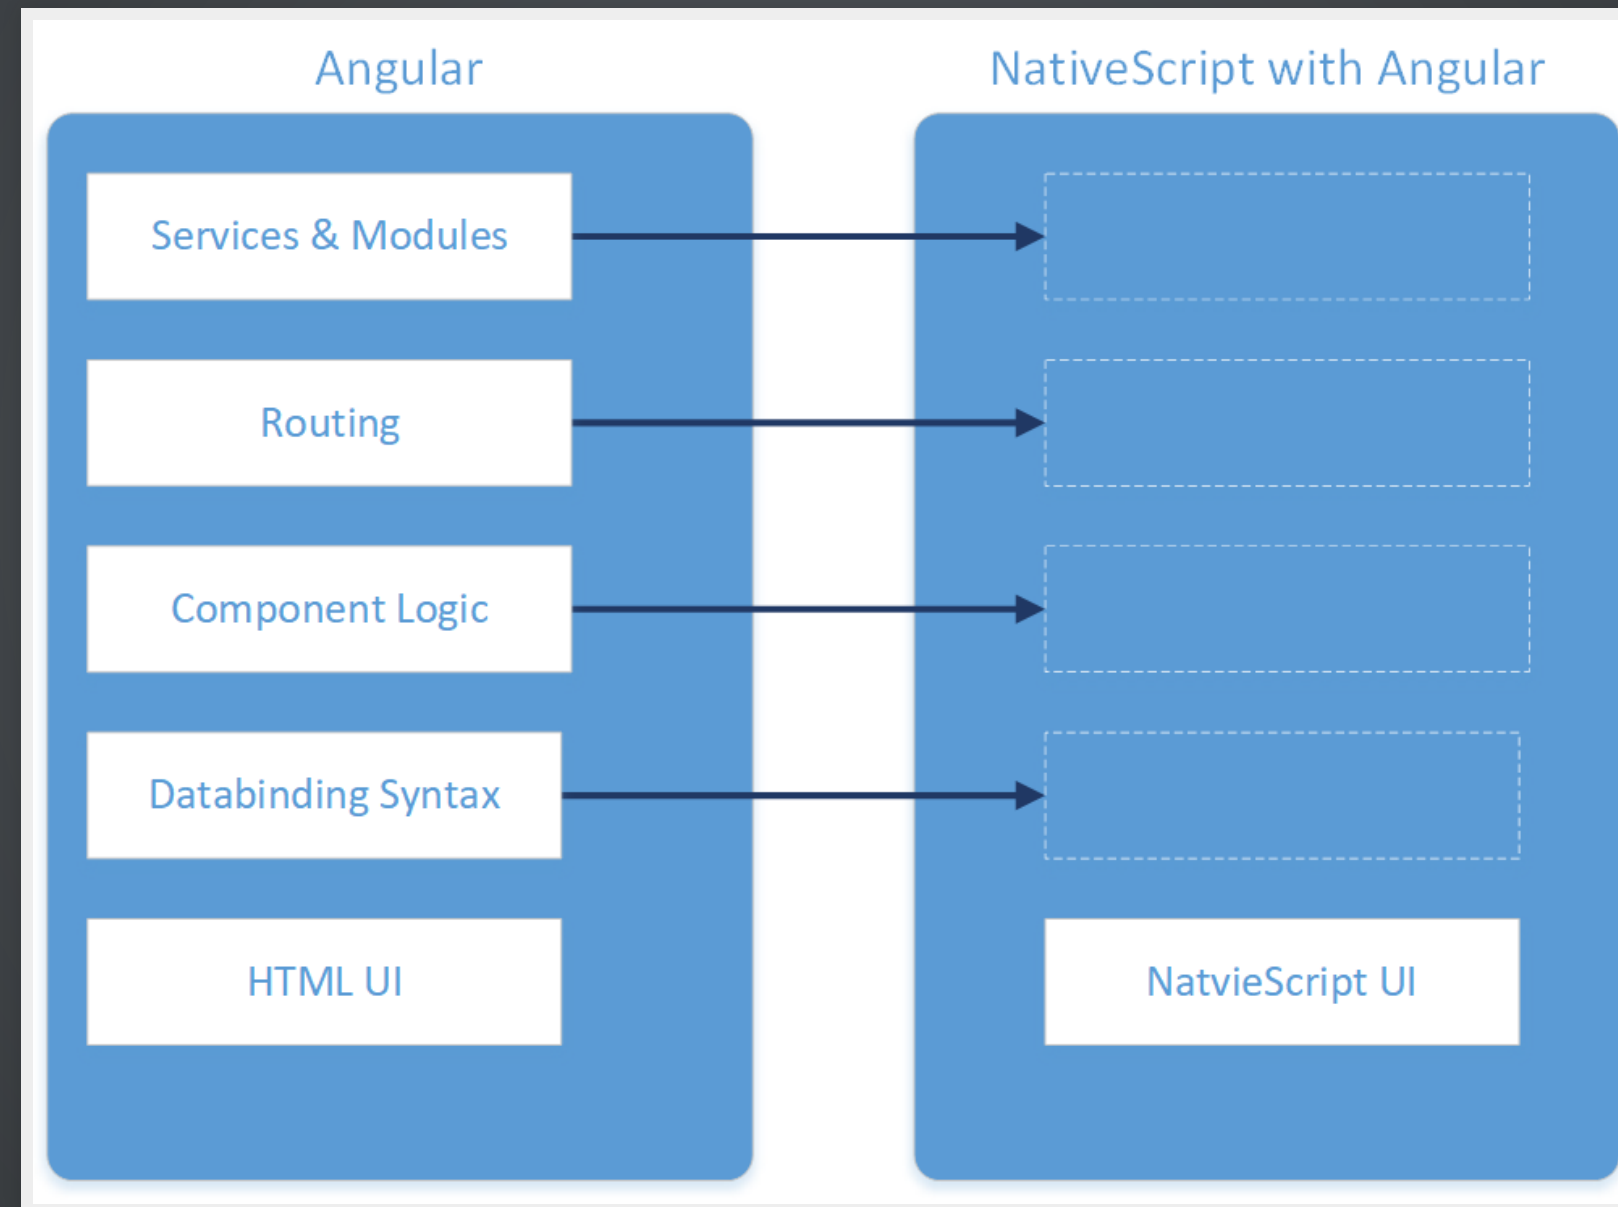 Angular
NativeScript with Angular
Services & Modules
Routing
Component Logic
Databinding Syntax
HTML UI
NatvieScript UI